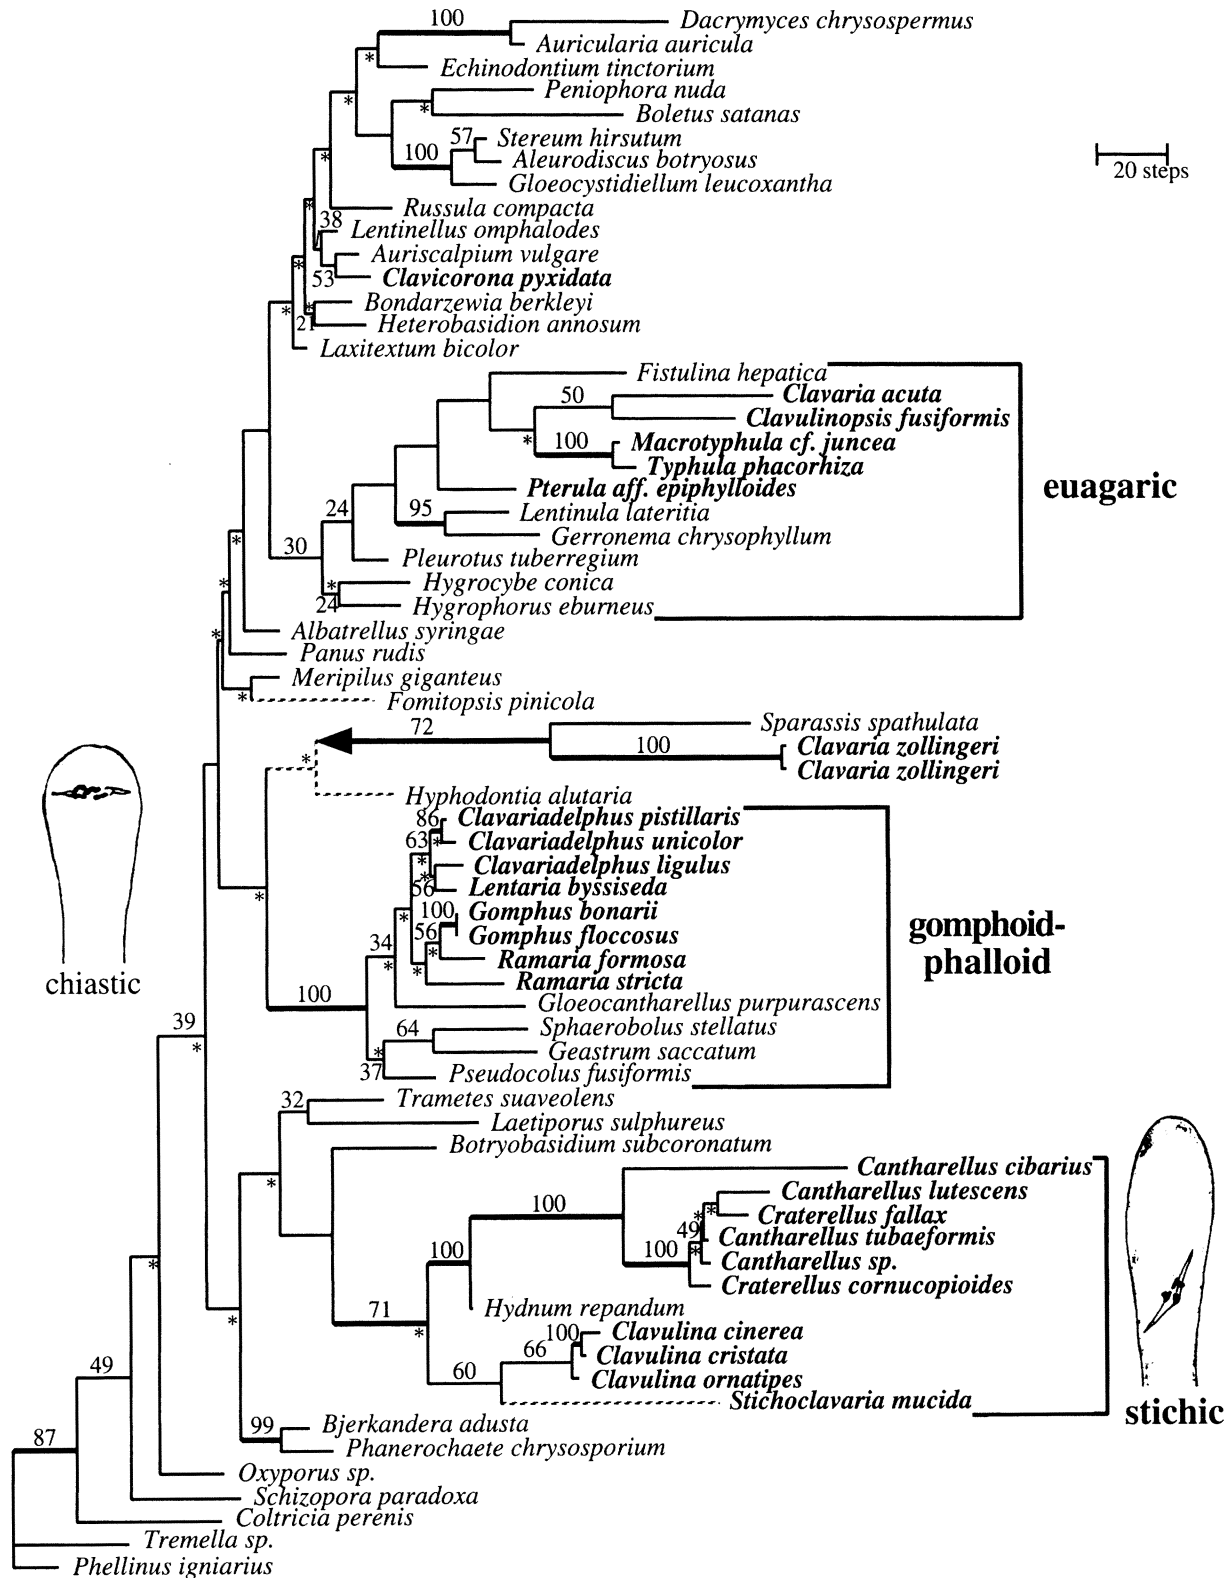 100
Dacrymyces chrysospermus
Auricularia auricula
*
Echinodontium tinctorium
Peniophora nuda
*
*
Boletus satanas
57
Stereum hirsutum
100
Aleurodiscus botryosus
*
20 steps
Gloeocystidiellum leucoxantha
*
Russula compacta
38
Lentinellus omphalodes
Auriscalpium vulgare
*
53
Clavicorona pyxidata
*
*
Bondarzewia berkleyi
21
Heterobasidion annosum
Laxitextum bicolor
Fistulina hepatica
50
Clavaria acuta
Clavulinopsis fusiformis
*
100
Macrotyphula cf. juncea
Typhula phacorhiza
Pterula aff. epiphylloides
euagaric
24
95
Lentinula lateritia
Gerronema chrysophyllum
*
30
Pleurotus tuberregium
*
*
Hygrocybe conica
24
Hygrophorus eburneus
*
Albatrellus syringae
Panus rudis
Meripilus giganteus
*
Fomitopsis pinicola
72
Sparassis spathulata
100
Clavaria zollingeri
*
Clavaria zollingeri
Hyphodontia alutaria
86
Clavariadelphus pistillaris
63
*
Clavariadelphus unicolor
*
*
Clavariadelphus ligulus
56
Lentaria byssiseda
*
*
100
Gomphus bonarii
56
Gomphus floccosus
gomphoid-
phalloid
34
*
*
*
Ramaria formosa
chiastic
Ramaria stricta
100
Gloeocantharellus purpurascens
39
*
64
Sphaerobolus stellatus
*
Geastrum saccatum
37
Pseudocolus fusiformis
32
Trametes suaveolens
Laetiporus sulphureus
Botryobasidium subcoronatum
*
Cantharellus cibarius
100
Cantharellus lutescens
*
*
Craterellus fallax
49
Cantharellus tubaeformis
100
*
100
Cantharellus sp.
*
Craterellus cornucopioides
71
Hydnum repandum
*
*
100
Clavulina cinerea
66
Clavulina cristata
49
60
Clavulina ornatipes
Stichoclavaria mucida
stichic
99
Bjerkandera adusta
87
Phanerochaete chrysosporium
Oxyporus sp.
Schizopora paradoxa
Coltricia perenis
Tremella sp.
Phellinus igniarius